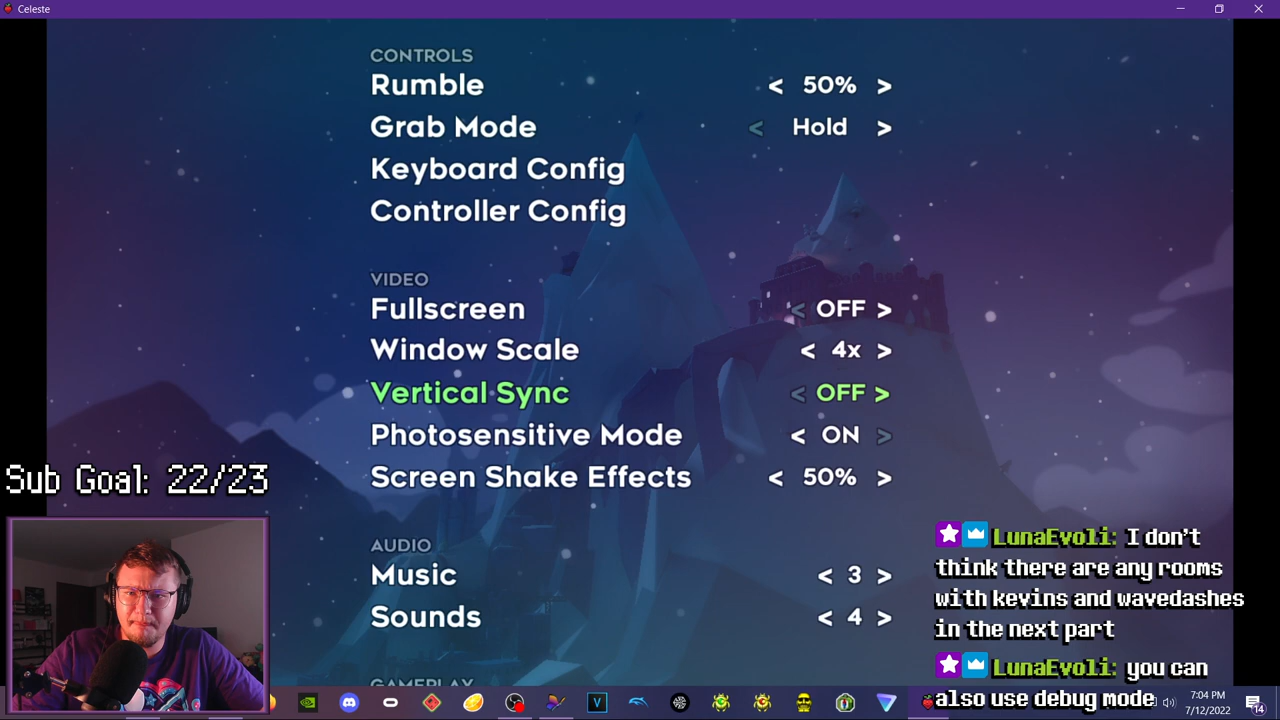 Celeste
CONTROLS
Rumble < 50% >
Grab Mode < Hold >
Keyboard Config
Controller Config
VIDEO
Fullscreen < OFF >
Window Scale < 4x >
Vertical Sync < OFF >
Photosensitive Mode < ON >
Screen Shake Effects < 50% >
Sub Goal: 22/23
AUDIO
Music < 3 >
Sounds < 4 >
GAMEPLAY
LunaEvoli: I don't
think there are any rooms
with kevins and wavedashes
in the next part
LunaEvoli: you can
also use debug mode
V
7:04 PM
7/12/2022
14